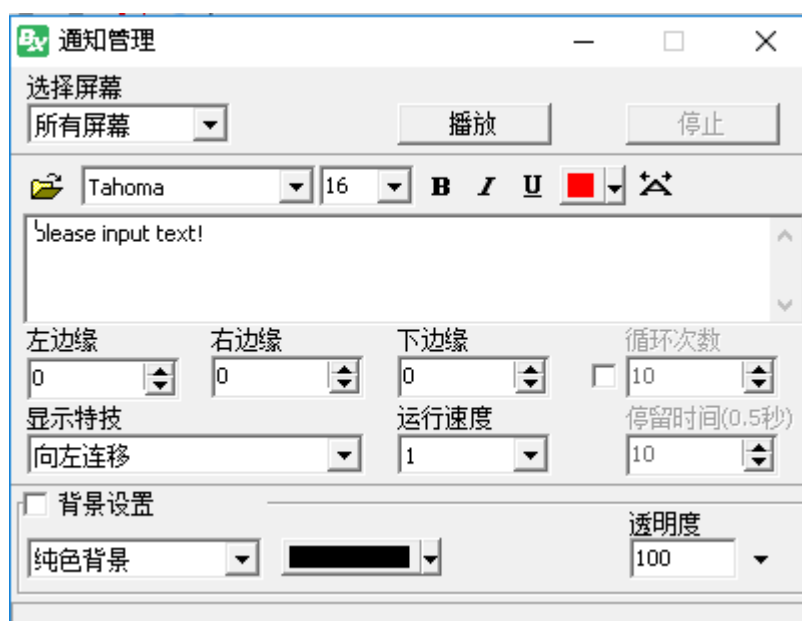 BX 通知管理
选择屏幕
所有屏幕 播放 停止
Tahoma 16 B I U A
please input text!
左边缘 右边缘 下边缘 循环次数
0 0 0 10
显示特技 运行速度 停留时间(0.5秒)
向左连移 1 10
背景设置
透明度
纯色背景 100